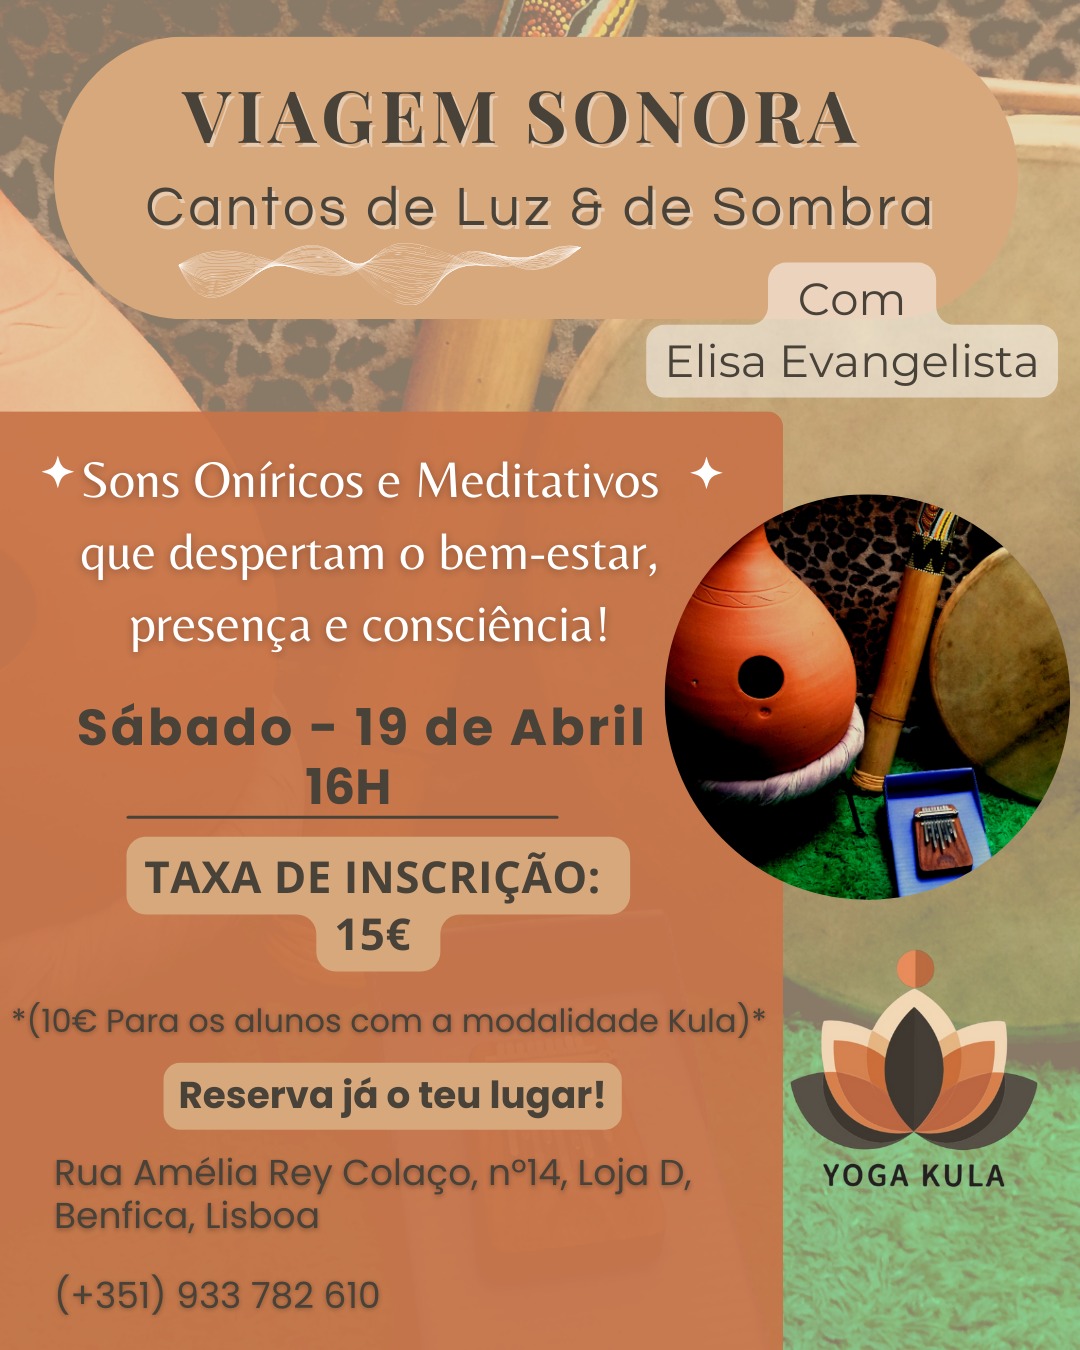 VIAGEM SONORA
Cantos de Luz & de Sombra
Com
Elisa Evangelista
Sons Oníricos e Meditativos
que despertam o bem-estar,
presença e consciência!
Sábado - 19 de Abril
16H
TAXA DE INSCRIÇÃO:
15€
*(10€ Para os alunos com a modalidade Kula)*
Reserva já o teu lugar!
Rua Amélia Rey Colaço, nº14, Loja D,
Benfica, Lisboa
(+351) 933 782 610
YOGA KULA